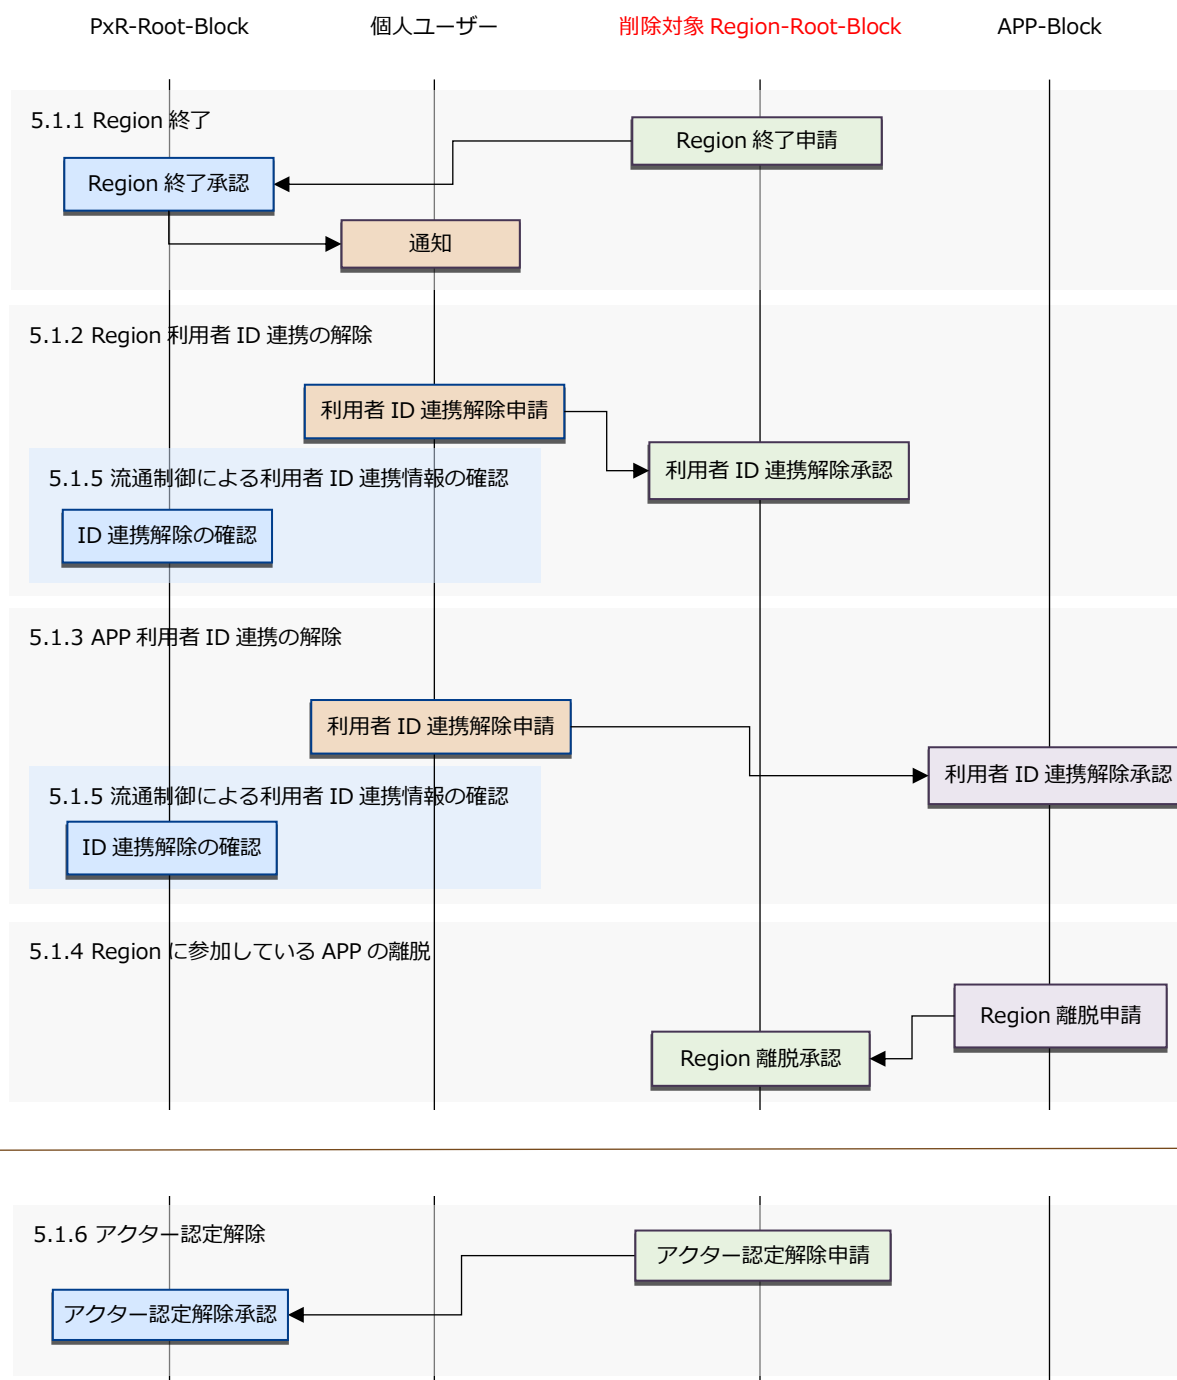 PxR-Root-Block
個人ユーザー
削除対象 Region-Root-Block
APP-Block
5.1.1 Region 終了
Region 終了申請
Region 終了承認
通知
5.1.2 Region 利用者 ID 連携の解除
利用者 ID 連携解除申請
利用者 ID 連携解除承認
5.1.5 流通制御による利用者 ID 連携情報の確認
ID 連携解除の確認
5.1.3 APP 利用者 ID 連携の解除
利用者 ID 連携解除申請
利用者 ID 連携解除承認
5.1.5 流通制御による利用者 ID 連携情報の確認
ID 連携解除の確認
5.1.4 Region に参加している APP の離脱
Region 離脱申請
Region 離脱承認
5.1.6 アクター認定解除
アクター認定解除申請
アクター認定解除承認